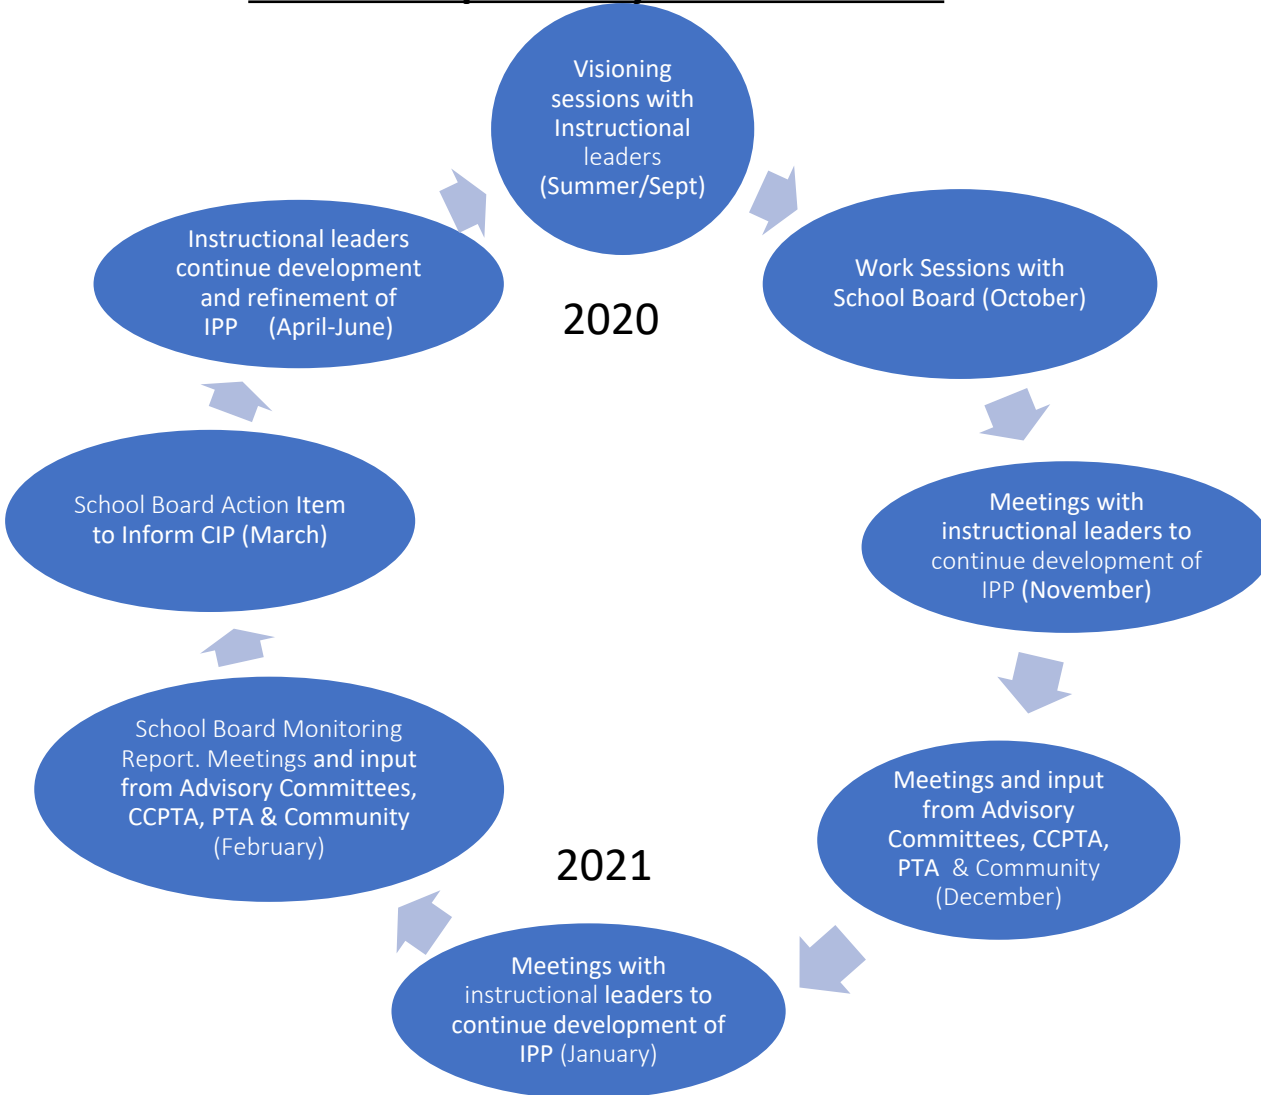 Visioning
sessions with
Instructional
leaders
(Summer/Sept)
Work Sessions with
School Board (October)
Meetings with
instructional leaders to
continue development of
IPP (November)
Meetings and input
from Advisory
Committees, CCPTA,
PTA & Community
(December)
Meetings with
instructional leaders to
continue development of
IPP (January)
School Board Monitoring
Report. Meetings and input
from Advisory Committees,
CCPTA, PTA & Community
(February)
School Board Action Item
to Inform CIP (March)
Instructional leaders
continue development
and refinement of
IPP (April-June)
2020
2021